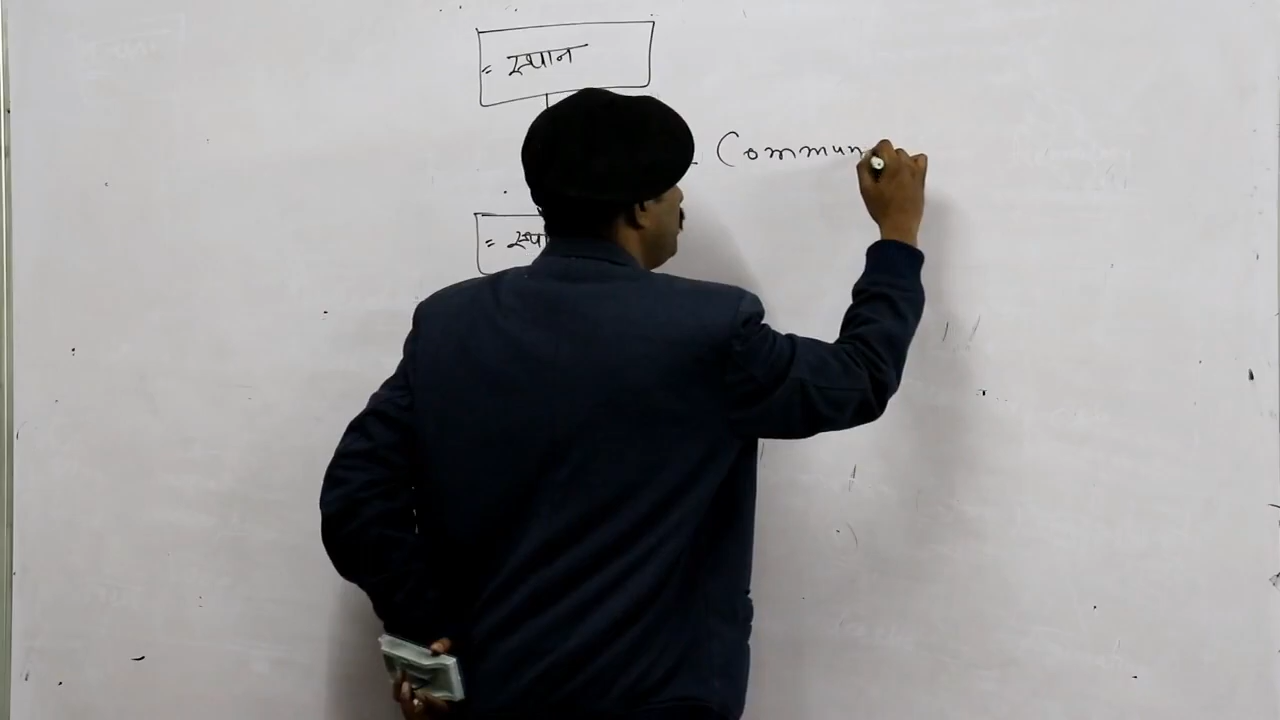 = स्थान
Commun
= स्थ